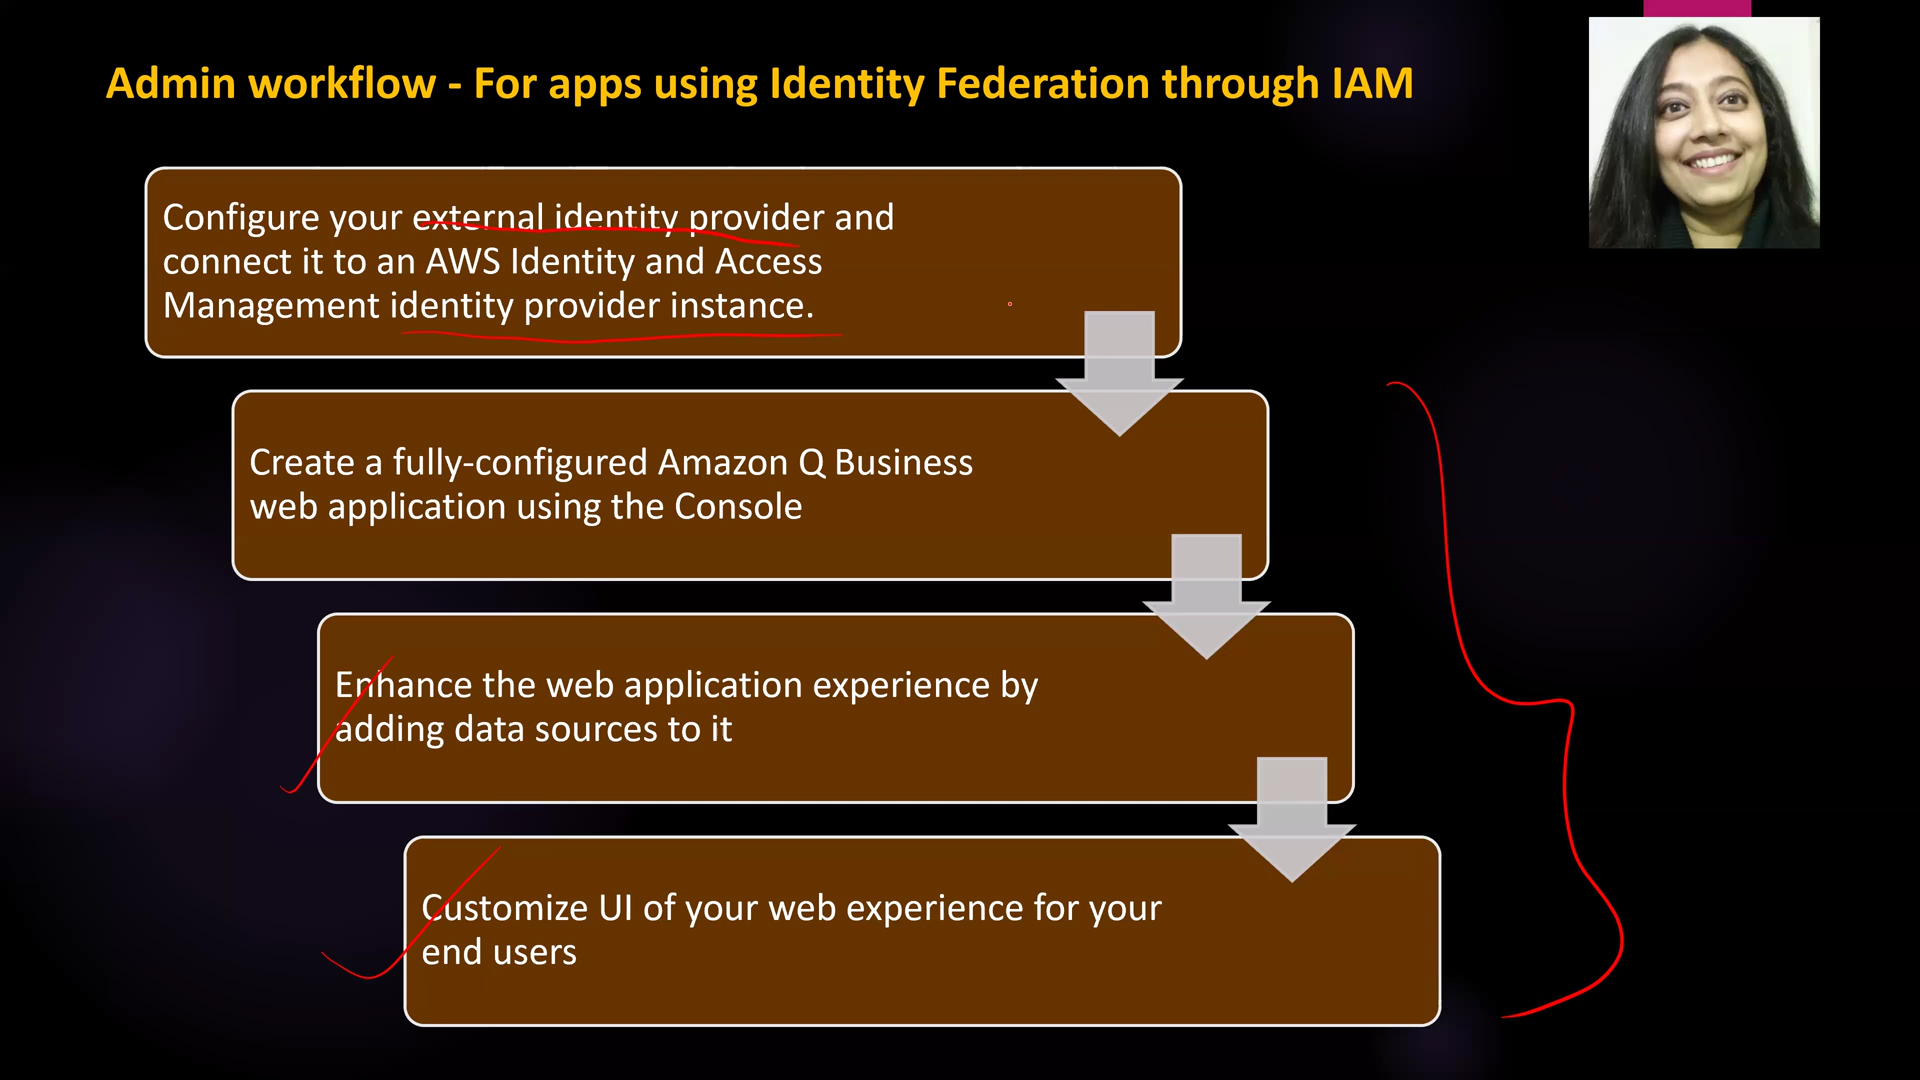 Admin workflow - For apps using Identity Federation through IAM
Configure your external identity provider and
connect it to an AWS Identity and Access
Management identity provider instance.
Create a fully-configured Amazon Q Business
web application using the Console
Enhance the web application experience by
adding data sources to it
Customize UI of your web experience for your
end users